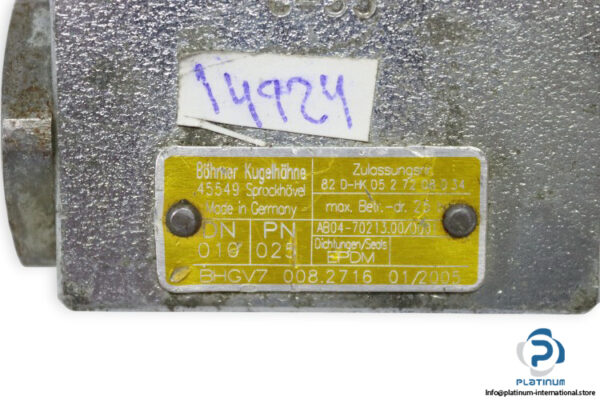 14924
Böhmer Kugelhähne
45549 Sprockhövel
Made in Germany
DN PN
010 025
Zulassungsnr.
82 D-HK 05 2 72 08 0 34
max. Betr.-dr. 26
AB04-70213.00/
Dichtungen/Seals
EPDM
BHGV7 008.2716 01/2005
PLATINUM
INTERNATIONAL
Info@platinum-international.store